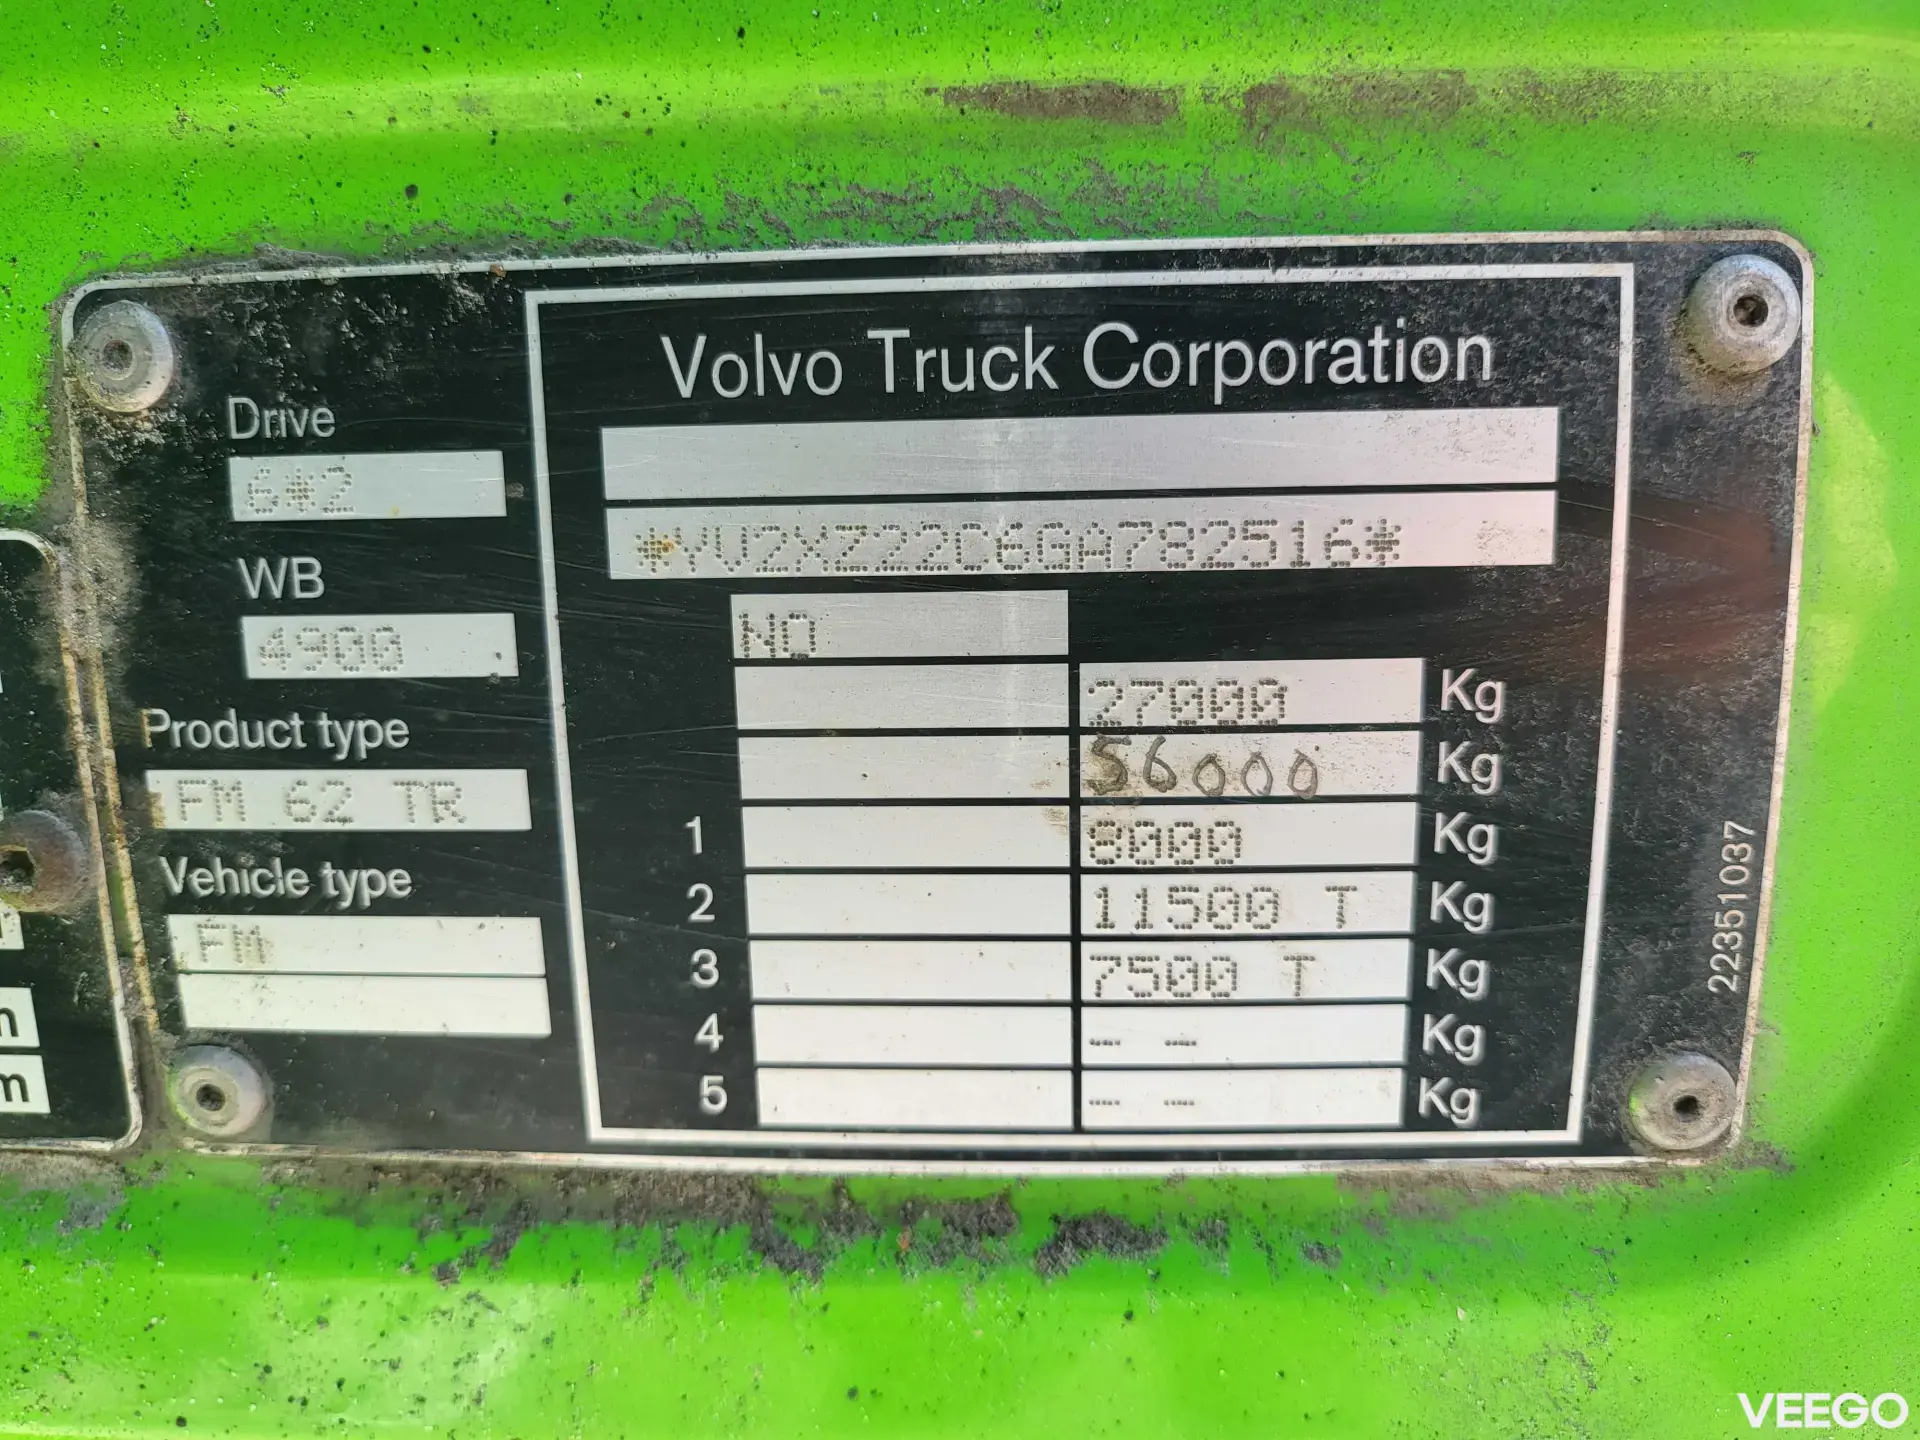 Volvo Truck Corporation
Drive
6*2
*YV2XZ22C6GA782516*
WB
4900
NO
27000 Kg
56000 Kg
Product type
FM 62 TR
1 8000 Kg
2 11500 T Kg
3 7500 T Kg
4 - - Kg
5 - - Kg
Vehicle type
FM
22351037
m
VEEGO